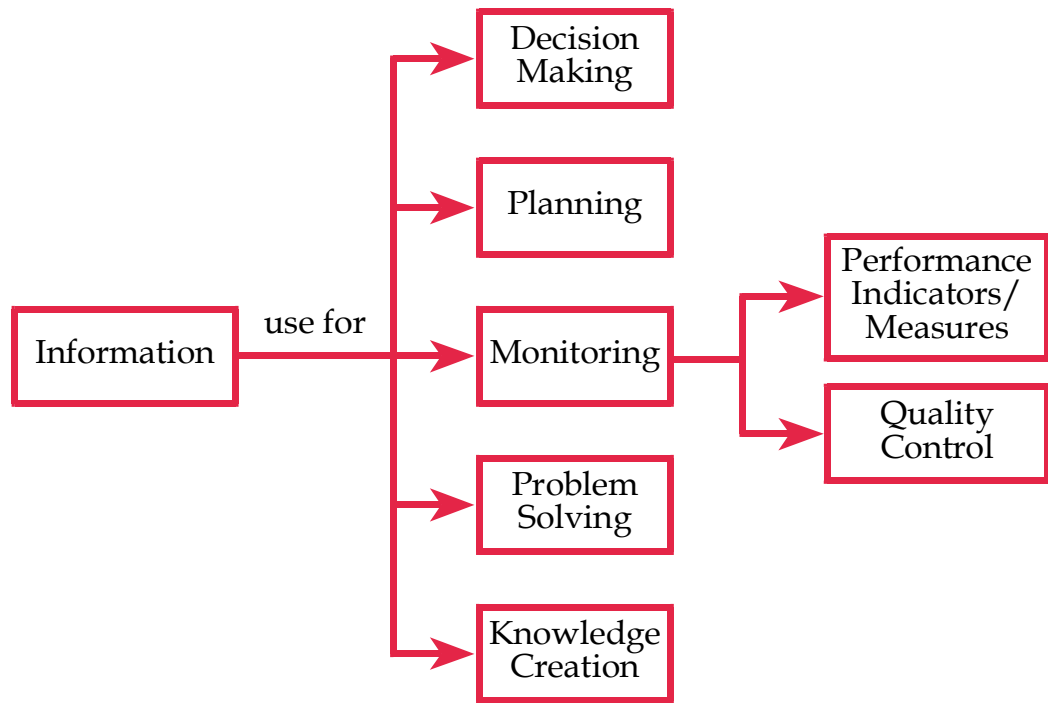 Information
use for
Decision
Making
Planning
Monitoring
Problem
Solving
Knowledge
Creation
Performance
Indicators/
Measures
Quality
Control